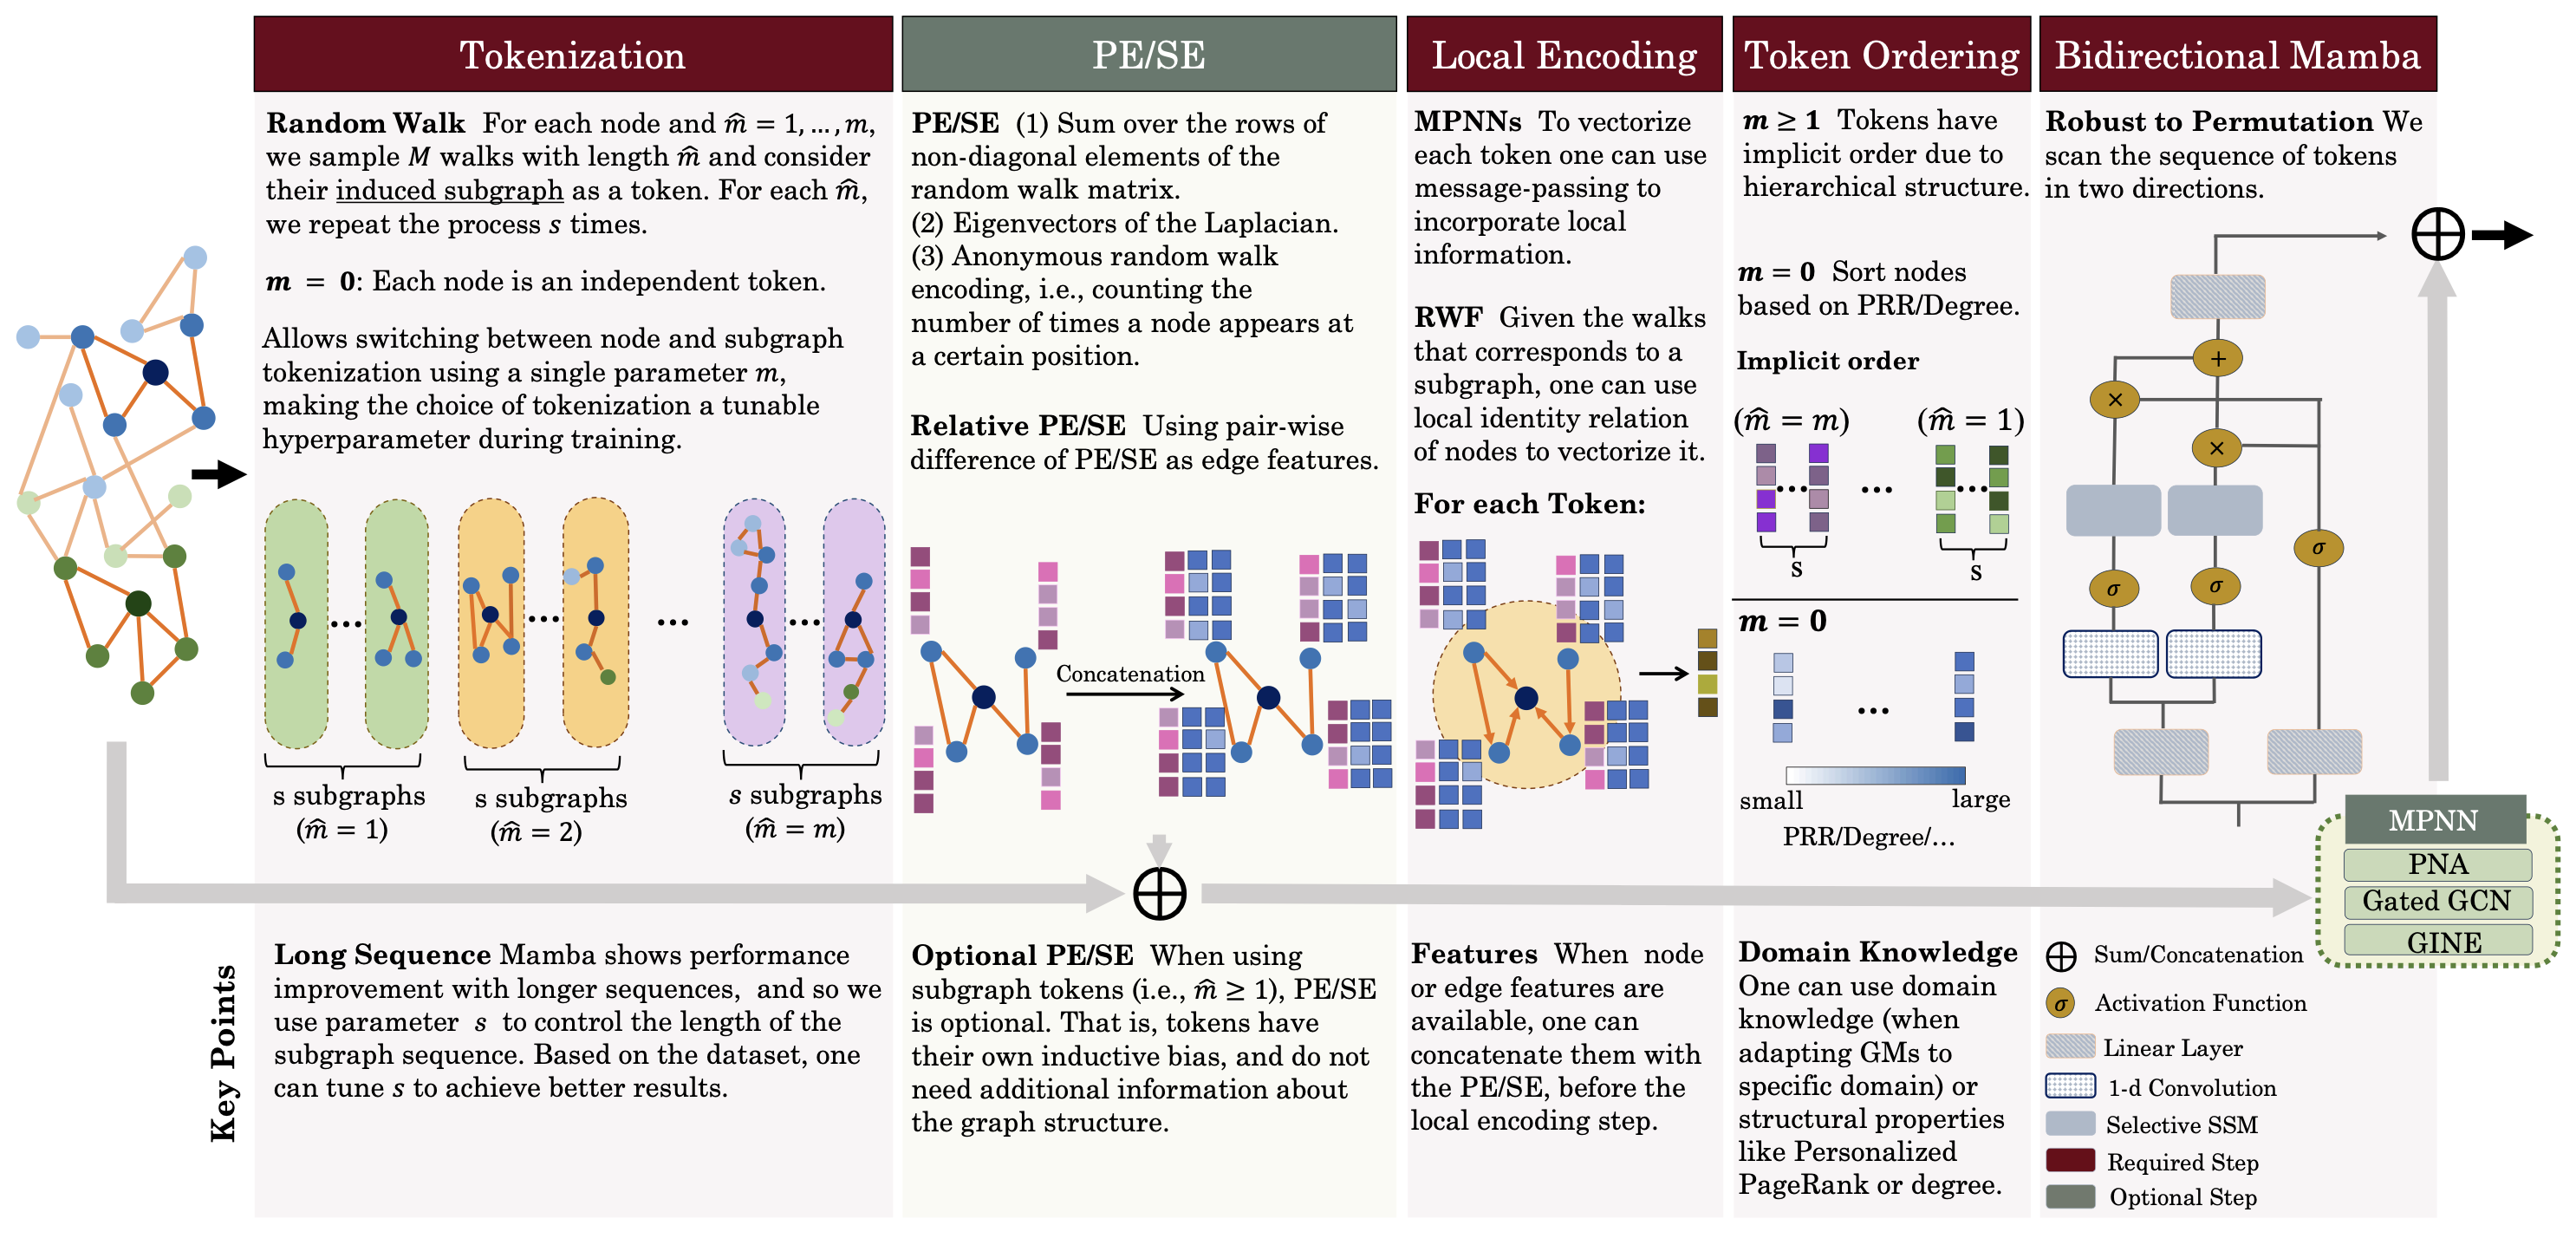 Tokenization
Random Walk For each node and m̂ = 1, ..., m,
we sample M walks with length m̂ and consider
their induced subgraph as a token. For each m̂,
we repeat the process s times.
m = 0: Each node is an independent token.
Allows switching between node and subgraph
tokenization using a single parameter m,
making the choice of tokenization a tunable
hyperparameter during training.
... ... ... ...
s subgraphs
(m̂ = 1)
s subgraphs
(m̂ = 2)
s subgraphs
(m̂ = m)
PE/SE
PE/SE (1) Sum over the rows of
non-diagonal elements of the
random walk matrix.
(2) Eigenvectors of the Laplacian.
(3) Anonymous random walk
encoding, i.e., counting the
number of times a node appears at
a certain position.
Relative PE/SE Using pair-wise
difference of PE/SE as edge features.
Concatenation
Local Encoding
MPNNs To vectorize
each token one can use
message-passing to
incorporate local
information.
RWF Given the walks
that corresponds to a
subgraph, one can use
local identity relation
of nodes to vectorize it.
For each Token:
Token Ordering
m ≥ 1 Tokens have
implicit order due to
hierarchical structure.
m = 0 Sort nodes
based on PRR/Degree.
Implicit order
(m̂ = m) (m̂ = 1)
... ... ...
s s
m = 0
...
small large
PRR/Degree/...
Bidirectional Mamba
Robust to Permutation We
scan the sequence of tokens
in two directions.
+
×
×
σ
σ σ
MPNN
PNA
Gated GCN
GINE
Key Points
Long Sequence Mamba shows performance
improvement with longer sequences, and so we
use parameter s to control the length of the
subgraph sequence. Based on the dataset, one
can tune s to achieve better results.
Optional PE/SE When using
subgraph tokens (i.e., m̂ ≥ 1), PE/SE
is optional. That is, tokens have
their own inductive bias, and do not
need additional information about
the graph structure.
Features When node
or edge features are
available, one can
concatenate them with
the PE/SE, before the
local encoding step.
Domain Knowledge
One can use domain
knowledge (when
adapting GMs to
specific domain) or
structural properties
like Personalized
PageRank or degree.
Sum/Concatenation
σ Activation Function
Linear Layer
1-d Convolution
Selective SSM
Required Step
Optional Step